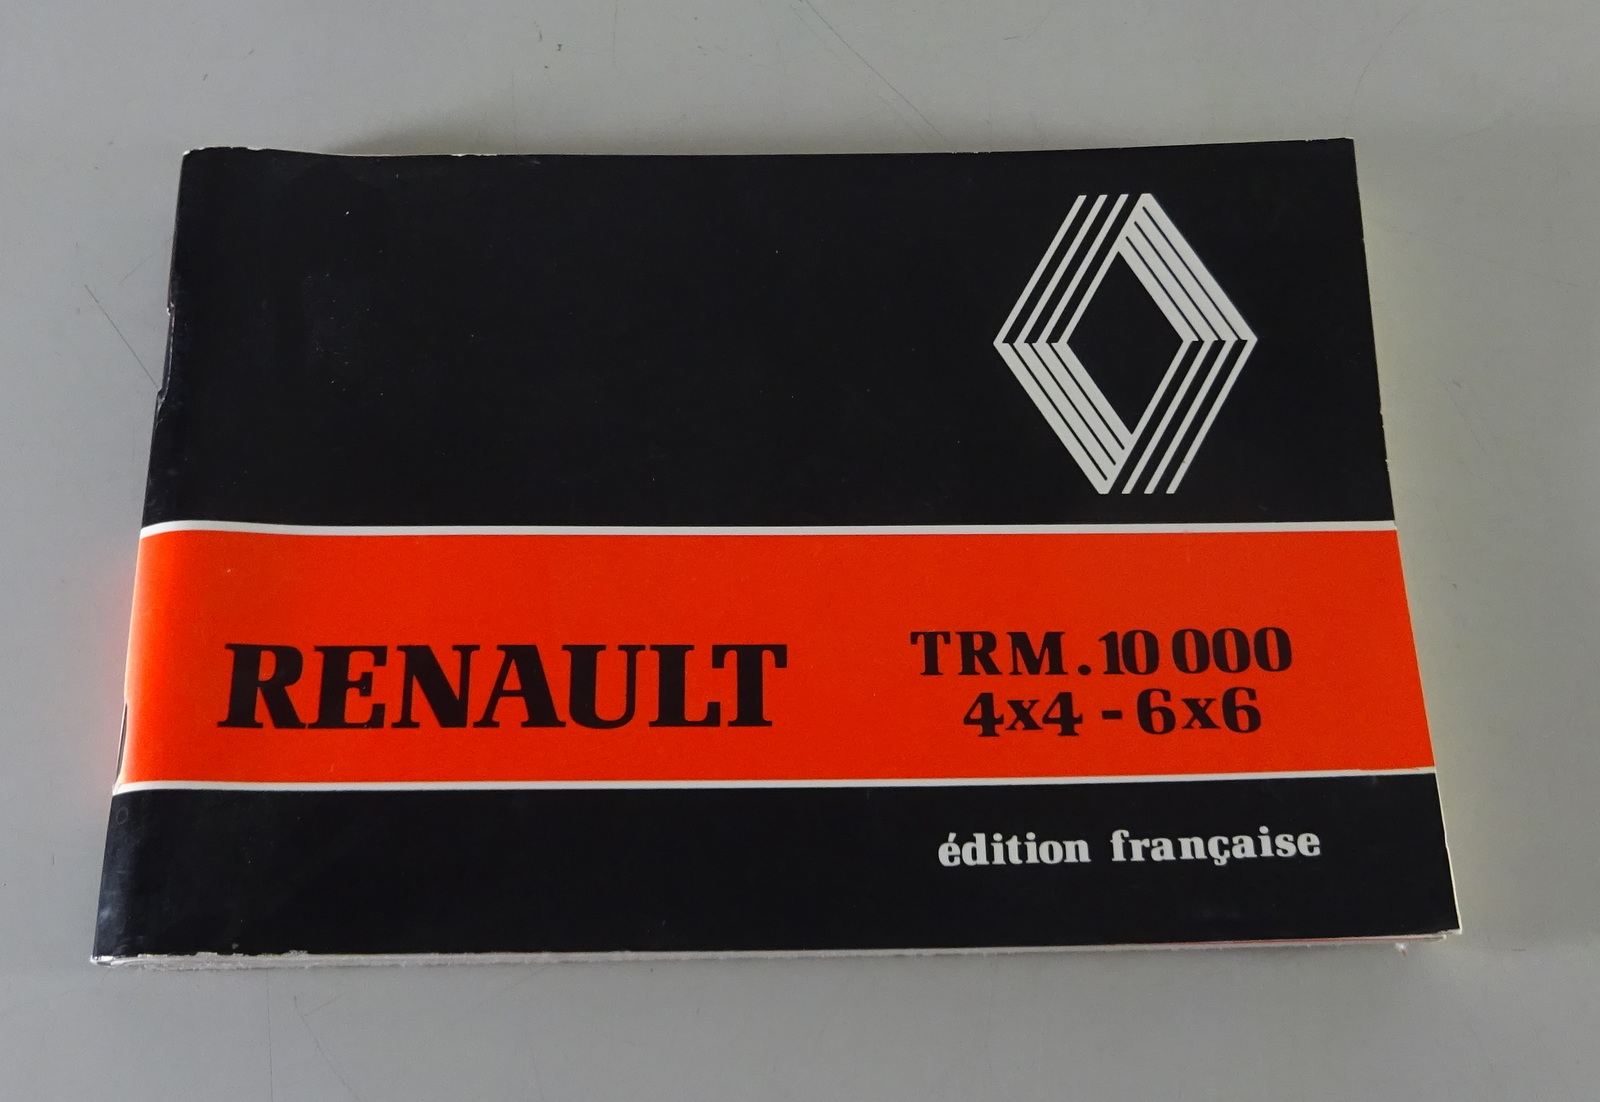 RENAULT
TRM.10 000
4x4 - 6x6
édition française